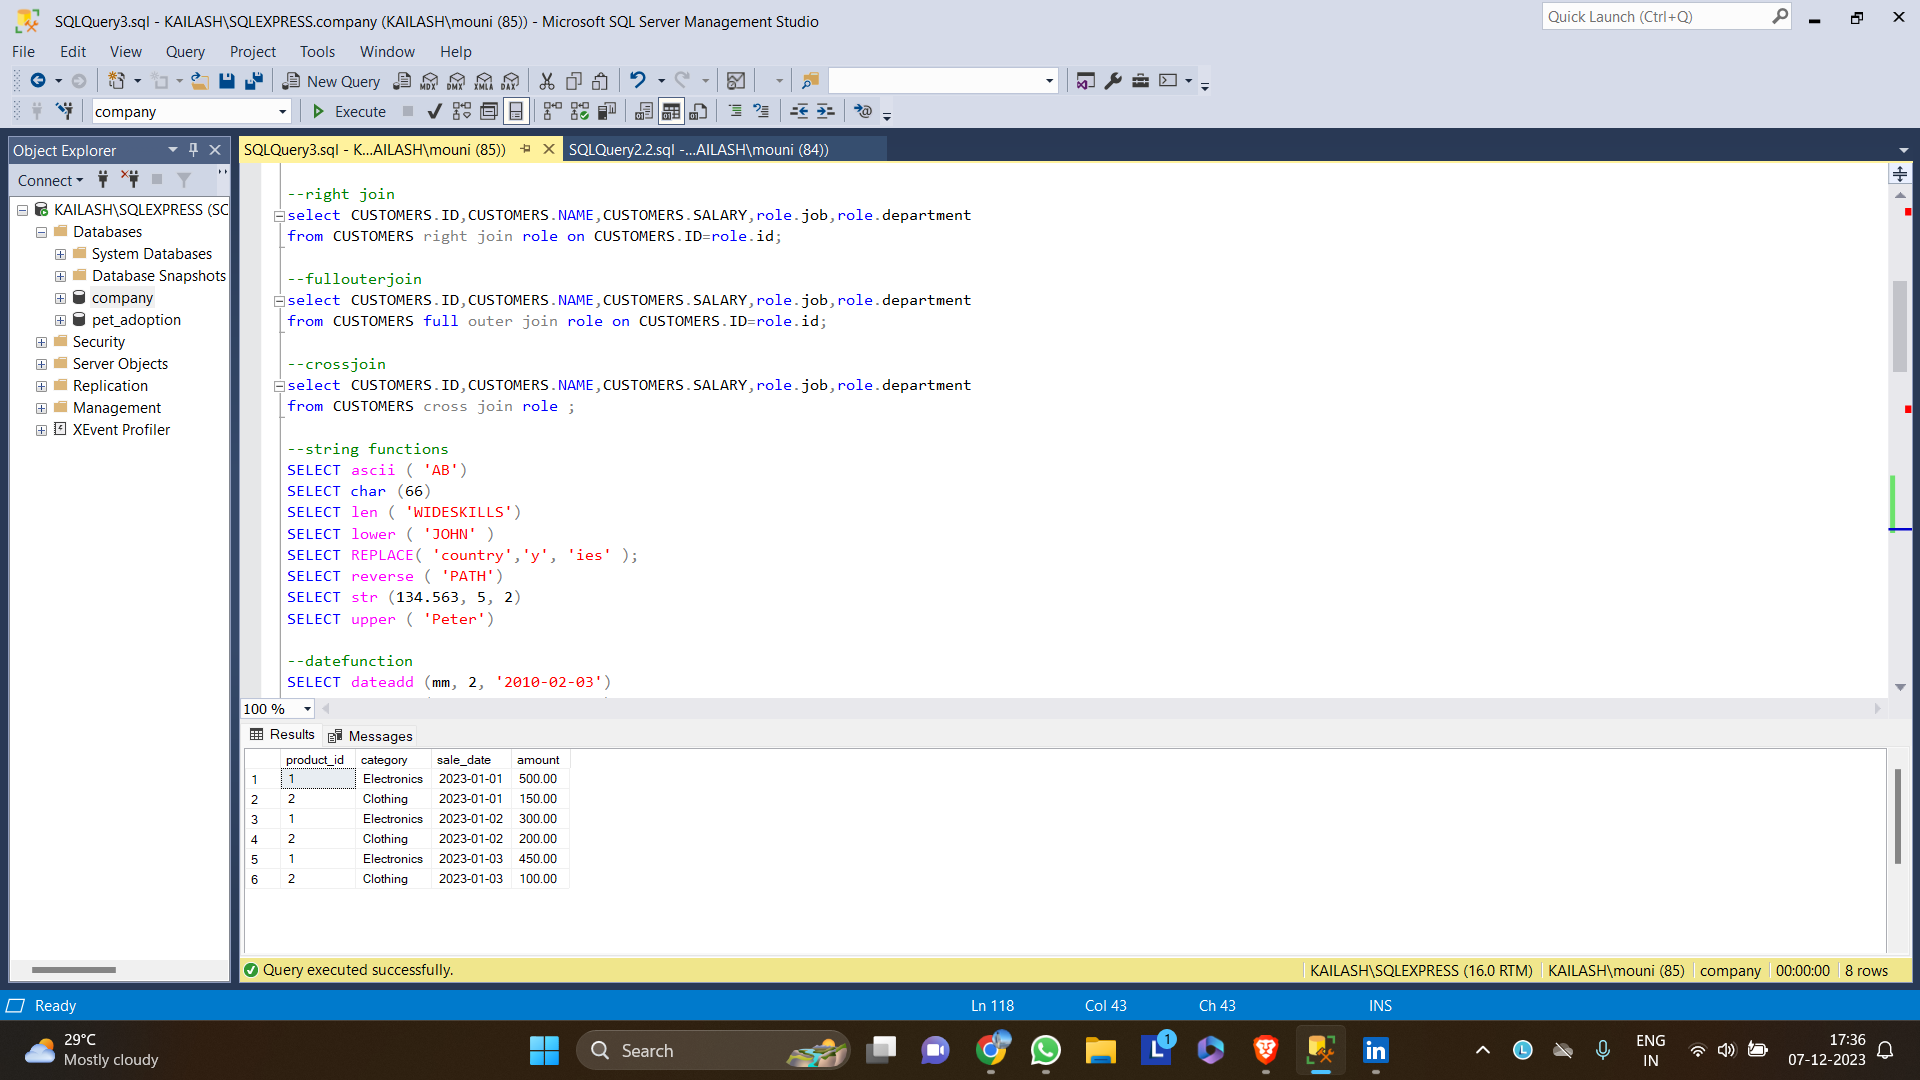 SQLQuery3.sql - KAILASH\SQLEXPRESS.company (KAILASH\mouni (85)) - Microsoft SQL Server Management Studio
Quick Launch (Ctrl+Q)
File Edit View Query Project Tools Window Help
New Query MDX DMX XMLA DAX
company Execute
Object Explorer
SQLQuery3.sql - K...AILASH\mouni (85)) SQLQuery2.2.sql -...AILASH\mouni (84))
Connect
KAILASH\SQLEXPRESS (SQ
Databases
System Databases
Database Snapshots
company
pet_adoption
Security
Server Objects
Replication
Management
XEvent Profiler
--right join
select CUSTOMERS.ID,CUSTOMERS.NAME,CUSTOMERS.SALARY,role.job,role.department
from CUSTOMERS right join role on CUSTOMERS.ID=role.id;
--fullouterjoin
select CUSTOMERS.ID,CUSTOMERS.NAME,CUSTOMERS.SALARY,role.job,role.department
from CUSTOMERS full outer join role on CUSTOMERS.ID=role.id;
--crossjoin
select CUSTOMERS.ID,CUSTOMERS.NAME,CUSTOMERS.SALARY,role.job,role.department
from CUSTOMERS cross join role ;
--string functions
SELECT ascii ( 'AB')
SELECT char (66)
SELECT len ( 'WIDESKILLS')
SELECT lower ( 'JOHN' )
SELECT REPLACE( 'country','y', 'ies' );
SELECT reverse ( 'PATH')
SELECT str (134.563, 5, 2)
SELECT upper ( 'Peter')
--datefunction
SELECT dateadd (mm, 2, '2010-02-03')
100 %
Results Messages
product_id category sale_date amount
1 1 Electronics 2023-01-01 500.00
2 2 Clothing 2023-01-01 150.00
3 1 Electronics 2023-01-02 300.00
4 2 Clothing 2023-01-02 200.00
5 1 Electronics 2023-01-03 450.00
6 2 Clothing 2023-01-03 100.00
Query executed successfully. KAILASH\SQLEXPRESS (16.0 RTM) KAILASH\mouni (85) company 00:00:00 8 rows
Ready Ln 118 Col 43 Ch 43 INS
29°C
Mostly cloudy
Search
1
ENG
IN
17:36
07-12-2023